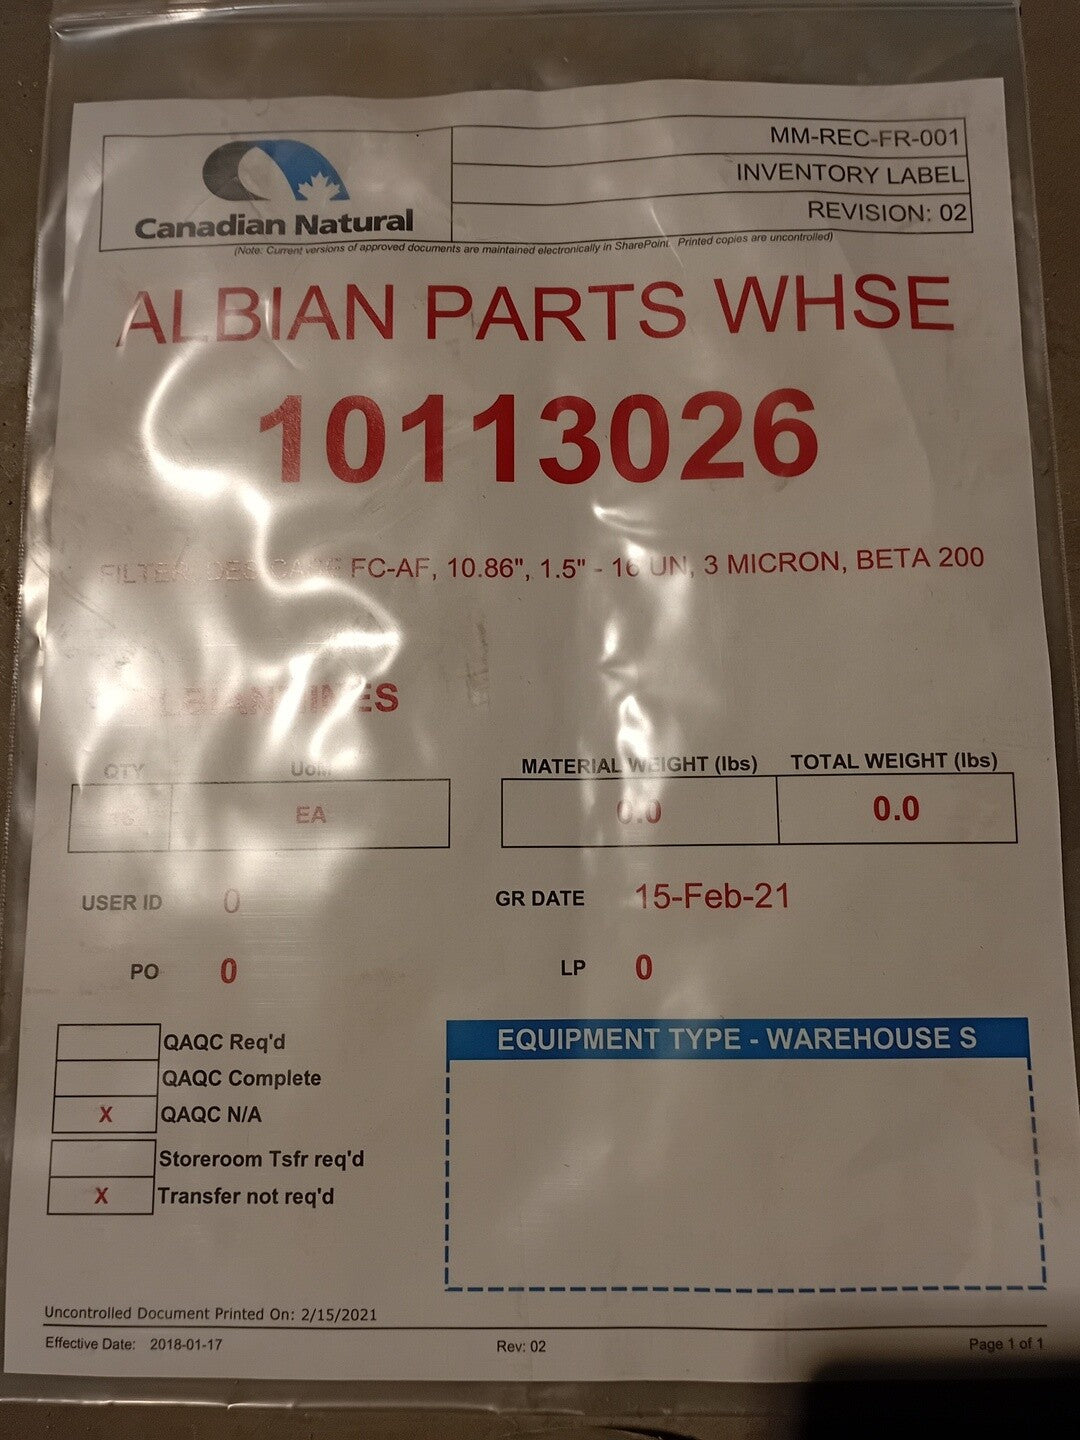 Canadian Natural
MM-REC-FR-001
INVENTORY LABEL
REVISION: 02
(Note: Current versions of approved documents are maintained electronically in SharePoint. Printed copies are uncontrolled)
ALBIAN PARTS WHSE
10113026
FILTER, FC-AF, 10.86", 1.5" - 16 UN, 3 MICRON, BETA 200
QTY UoM
EA
MATERIAL WEIGHT (lbs) TOTAL WEIGHT (lbs)
0.0 0.0
USER ID 0
GR DATE 15-Feb-21
PO 0
LP 0
QAQC Req'd
QAQC Complete
X QAQC N/A
Storeroom Tsfr req'd
X Transfer not req'd
EQUIPMENT TYPE - WAREHOUSE S
Uncontrolled Document Printed On: 2/15/2021
Effective Date: 2018-01-17 Rev: 02 Page 1 of 1